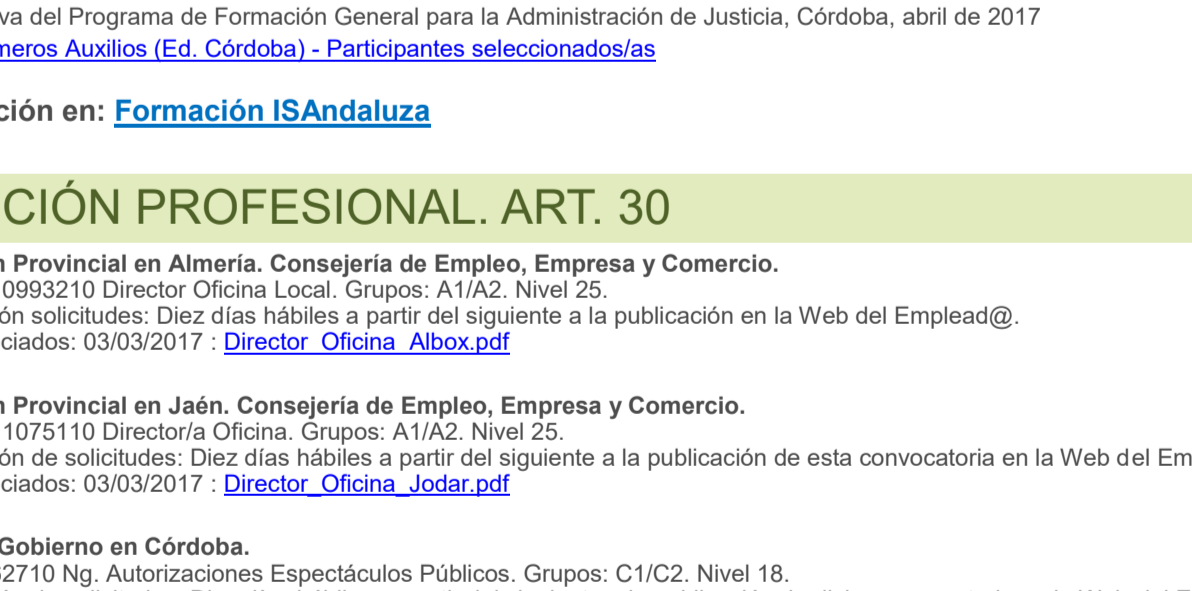 va del Programa de Formación General para la Administración de Justicia, Córdoba, abril de 2017
meros Auxilios (Ed. Córdoba) - Participantes seleccionados/as
ción en: Formación ISAndaluza
CIÓN PROFESIONAL. ART. 30
n Provincial en Almería. Consejería de Empleo, Empresa y Comercio.
0993210 Director Oficina Local. Grupos: A1/A2. Nivel 25.
ón solicitudes: Diez días hábiles a partir del siguiente a la publicación en la Web del Emplead@.
ciados: 03/03/2017 : Director_Oficina_Albox.pdf
n Provincial en Jaén. Consejería de Empleo, Empresa y Comercio.
1075110 Director/a Oficina. Grupos: A1/A2. Nivel 25.
ón de solicitudes: Diez días hábiles a partir del siguiente a la publicación de esta convocatoria en la Web del Em
ciados: 03/03/2017 : Director_Oficina_Jodar.pdf
Gobierno en Córdoba.
62710 Ng. Autorizaciones Espectáculos Públicos. Grupos: C1/C2. Nivel 18.